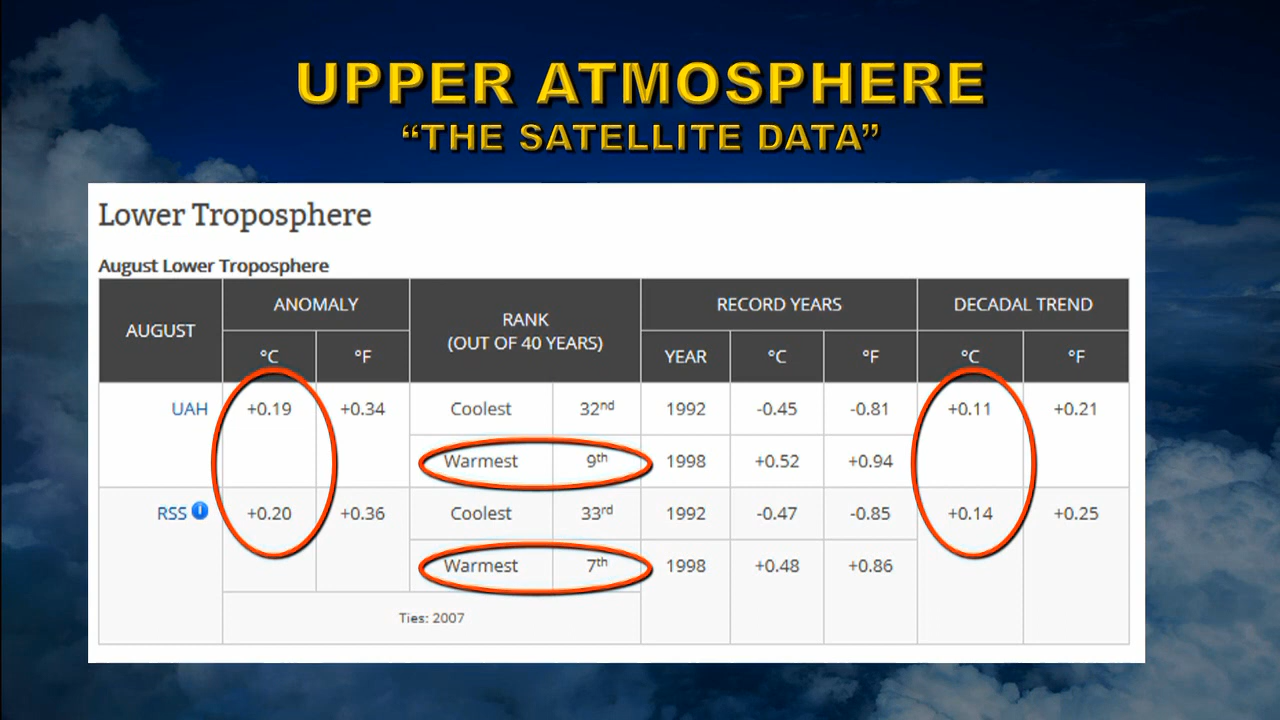 UPPER ATMOSPHERE
“THE SATELLITE DATA”
Lower Troposphere
August Lower Troposphere
AUGUST ANOMALY RANK (OUT OF 40 YEARS) RECORD YEARS DECADAL TREND
°C °F YEAR °C °F °C °F
UAH +0.19 +0.34 Coolest 32nd 1992 -0.45 -0.81 +0.11 +0.21
Warmest 9th 1998 +0.52 +0.94
RSS i +0.20 +0.36 Coolest 33rd 1992 -0.47 -0.85 +0.14 +0.25
Warmest 7th 1998 +0.48 +0.86
Ties: 2007